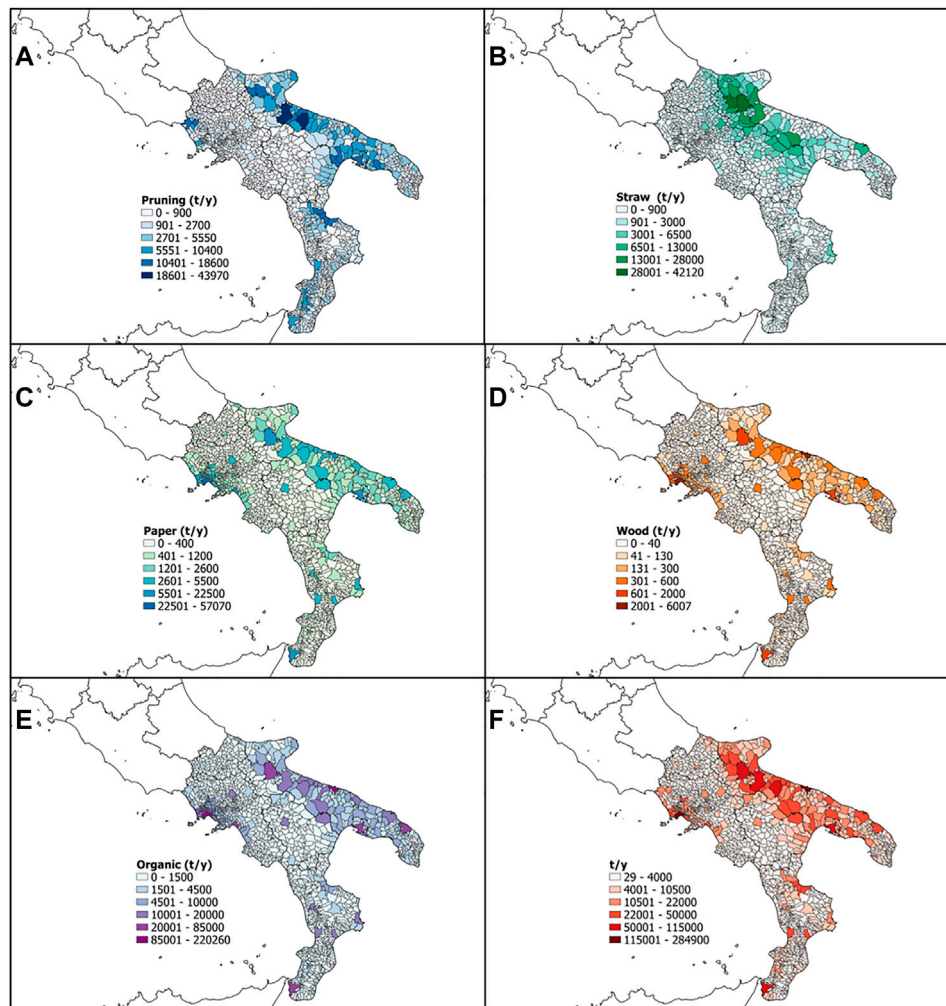 A
Pruning (t/y)
0 - 900
901 - 2700
2701 - 5550
5551 - 10400
10401 - 18600
18601 - 43970
B
Straw (t/y)
0 - 900
901 - 3000
3001 - 6500
6501 - 13000
13001 - 28000
28001 - 42120
C
Paper (t/y)
0 - 400
401 - 1200
1201 - 2600
2601 - 5500
5501 - 22500
22501 - 57070
D
Wood (t/y)
0 - 40
41 - 130
131 - 300
301 - 600
601 - 2000
2001 - 6007
E
Organic (t/y)
0 - 1500
1501 - 4500
4501 - 10000
10001 - 20000
20001 - 85000
85001 - 220260
F
t/y
29 - 4000
4001 - 10500
10501 - 22000
22001 - 50000
50001 - 115000
115001 - 284900